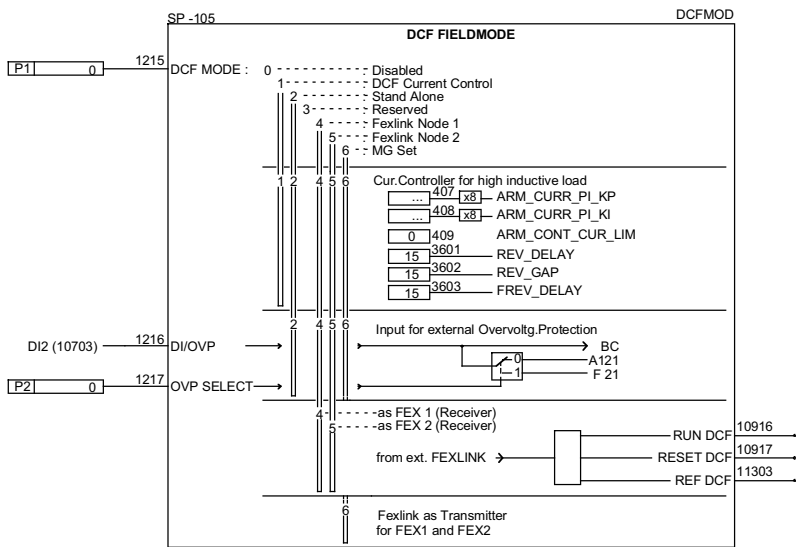 SP -105 DCFMOD
DCF FIELDMODE
P1 0 1215 DCF MODE : 0 : Disabled
1 : DCF Current Control
2 : Stand Alone
3 : Reserved
4 : Fexlink Node 1
5 : Fexlink Node 2
6 : MG Set
1 2 4 5 6 Cur.Controller for high inductive load
... 407 x8 ARM_CURR_PI_KP
... 408 x8 ARM_CURR_PI_KI
0 409 ARM_CONT_CUR_LIM
15 3601 REV_DELAY
15 3602 REV_GAP
15 3603 FREV_DELAY
2 4 5 6 Input for external Overvoltg.Protection
DI2 (10703) 1216 DI/OVP BC
0 A121
1 F 21
P2 0 1217 OVP SELECT
4 as FEX 1 (Receiver)
5 as FEX 2 (Receiver)
RUN DCF 10916
from ext. FEXLINK RESET DCF 10917
REF DCF 11303
6 Fexlink as Transmitter
for FEX1 and FEX2